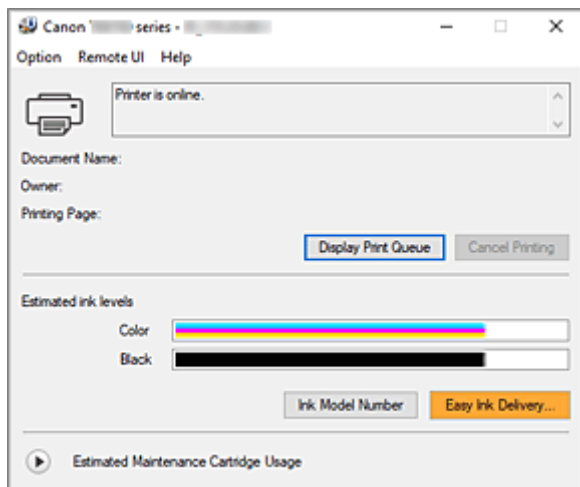 Canon series -
Option Remote UI Help
Printer is online.
Document Name:
Owner:
Printing Page:
Display Print Queue Cancel Printing
Estimated ink levels
Color
Black
Ink Model Number Easy Ink Delivery...
Estimated Maintenance Cartridge Usage